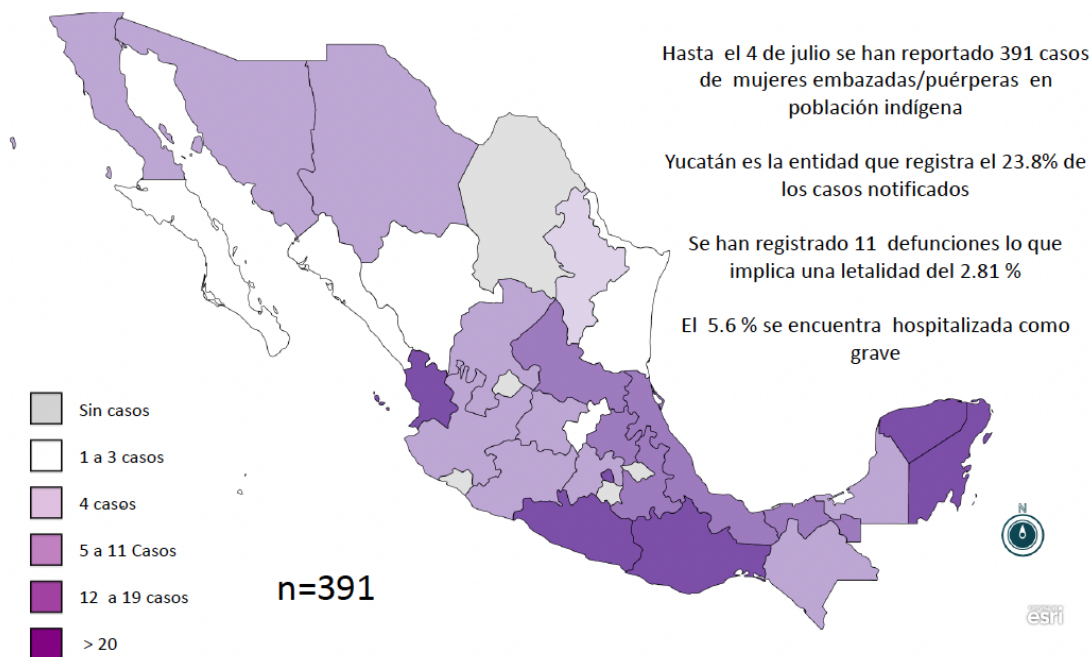 Hasta el 4 de julio se han reportado 391 casos
de mujeres embazadas/puérperas en
población indígena
Yucatán es la entidad que registra el 23.8% de
los casos notificados
Se han registrado 11 defunciones lo que
implica una letalidad del 2.81 %
El 5.6 % se encuentra hospitalizada como
grave
Sin casos
1 a 3 casos
4 casos
5 a 11 Casos
12 a 19 casos
> 20
n=391
N
esri